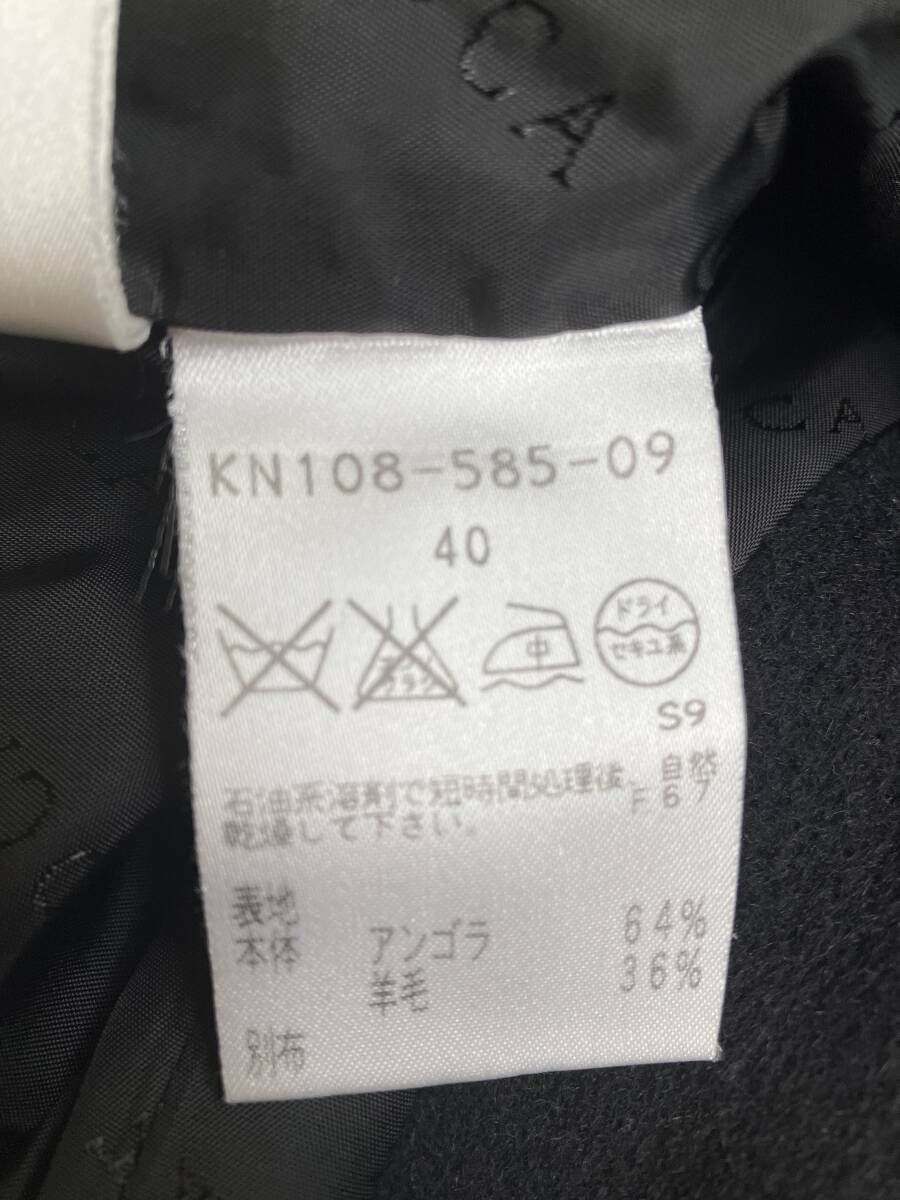 CA
CA
KN108-585-09
40
中
ドライ
セキユ系
S9
石油系溶剤で短時間処理後、自然
乾燥して下さい。
F67
表地
本体 アンゴラ 64%
羊毛 36%
別布